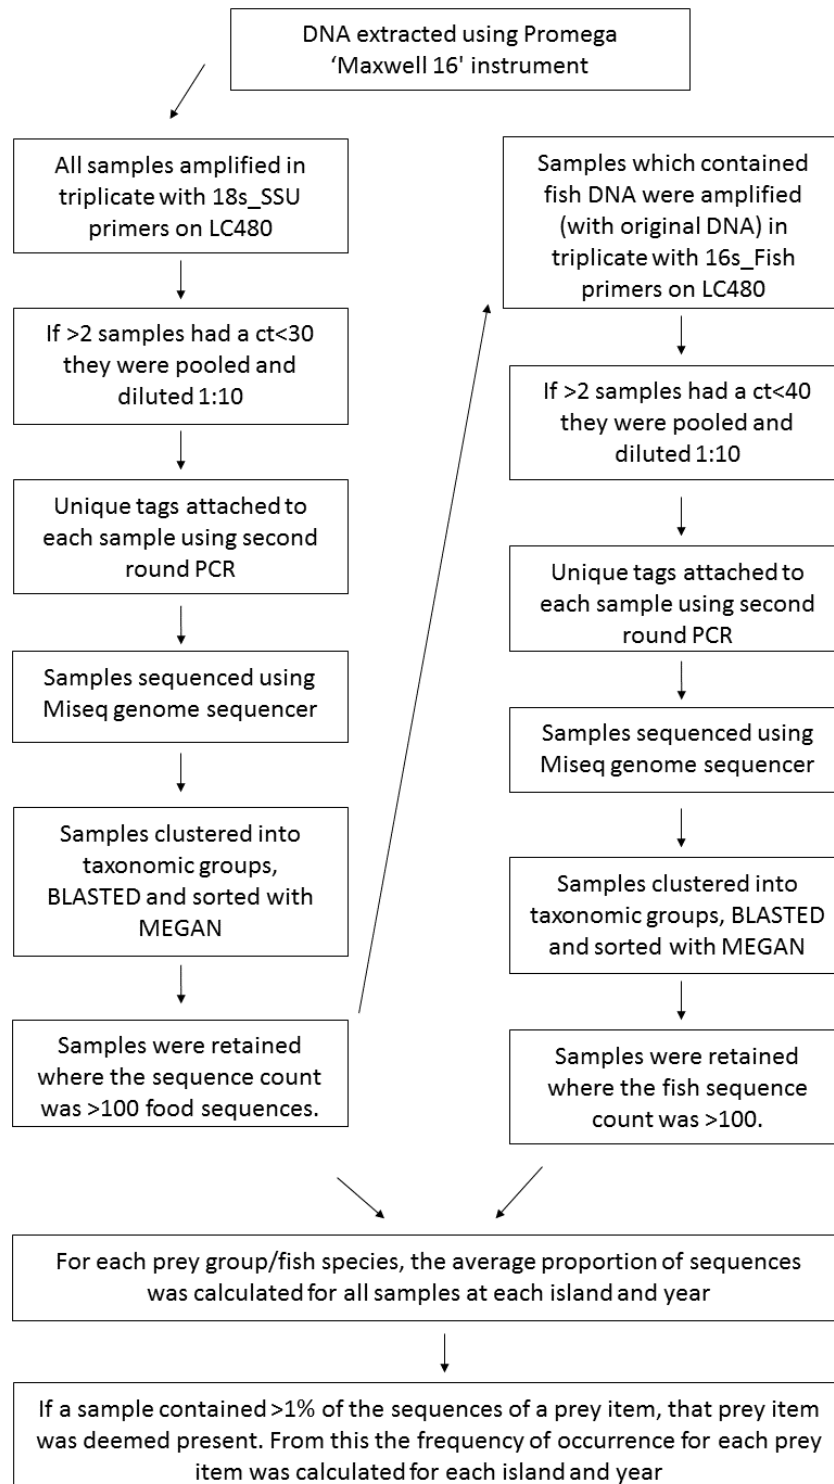 DNA extracted using Promega
‘Maxwell 16' instrument
All samples amplified in
triplicate with 18s_SSU
primers on LC480
If >2 samples had a ct<30
they were pooled and
diluted 1:10
Unique tags attached to
each sample using second
round PCR
Samples sequenced using
Miseq genome sequencer
Samples clustered into
taxonomic groups,
BLASTED and sorted with
MEGAN
Samples were retained
where the sequence count
was >100 food sequences.
Samples which contained
fish DNA were amplified
(with original DNA) in
triplicate with 16s_Fish
primers on LC480
If >2 samples had a ct<40
they were pooled and
diluted 1:10
Unique tags attached to
each sample using second
round PCR
Samples sequenced using
Miseq genome sequencer
Samples clustered into
taxonomic groups, BLASTED
and sorted with MEGAN
Samples were retained
where the fish sequence
count was >100.
For each prey group/fish species, the average proportion of sequences
was calculated for all samples at each island and year
If a sample contained >1% of the sequences of a prey item, that prey item
was deemed present. From this the frequency of occurrence for each prey
item was calculated for each island and year